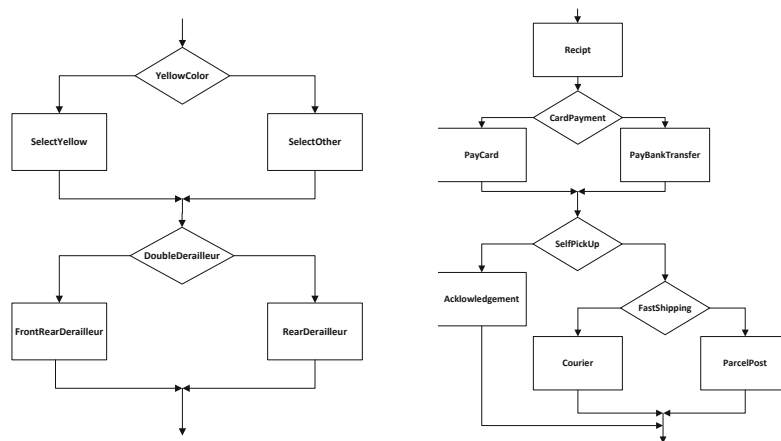 YellowColor
SelectYellow
SelectOther
DoubleDerailleur
FrontRearDerailleur
RearDerailleur
Recipt
CardPayment
PayCard
PayBankTransfer
SelfPickUp
Acklowledgement
FastShipping
Courier
ParcelPost